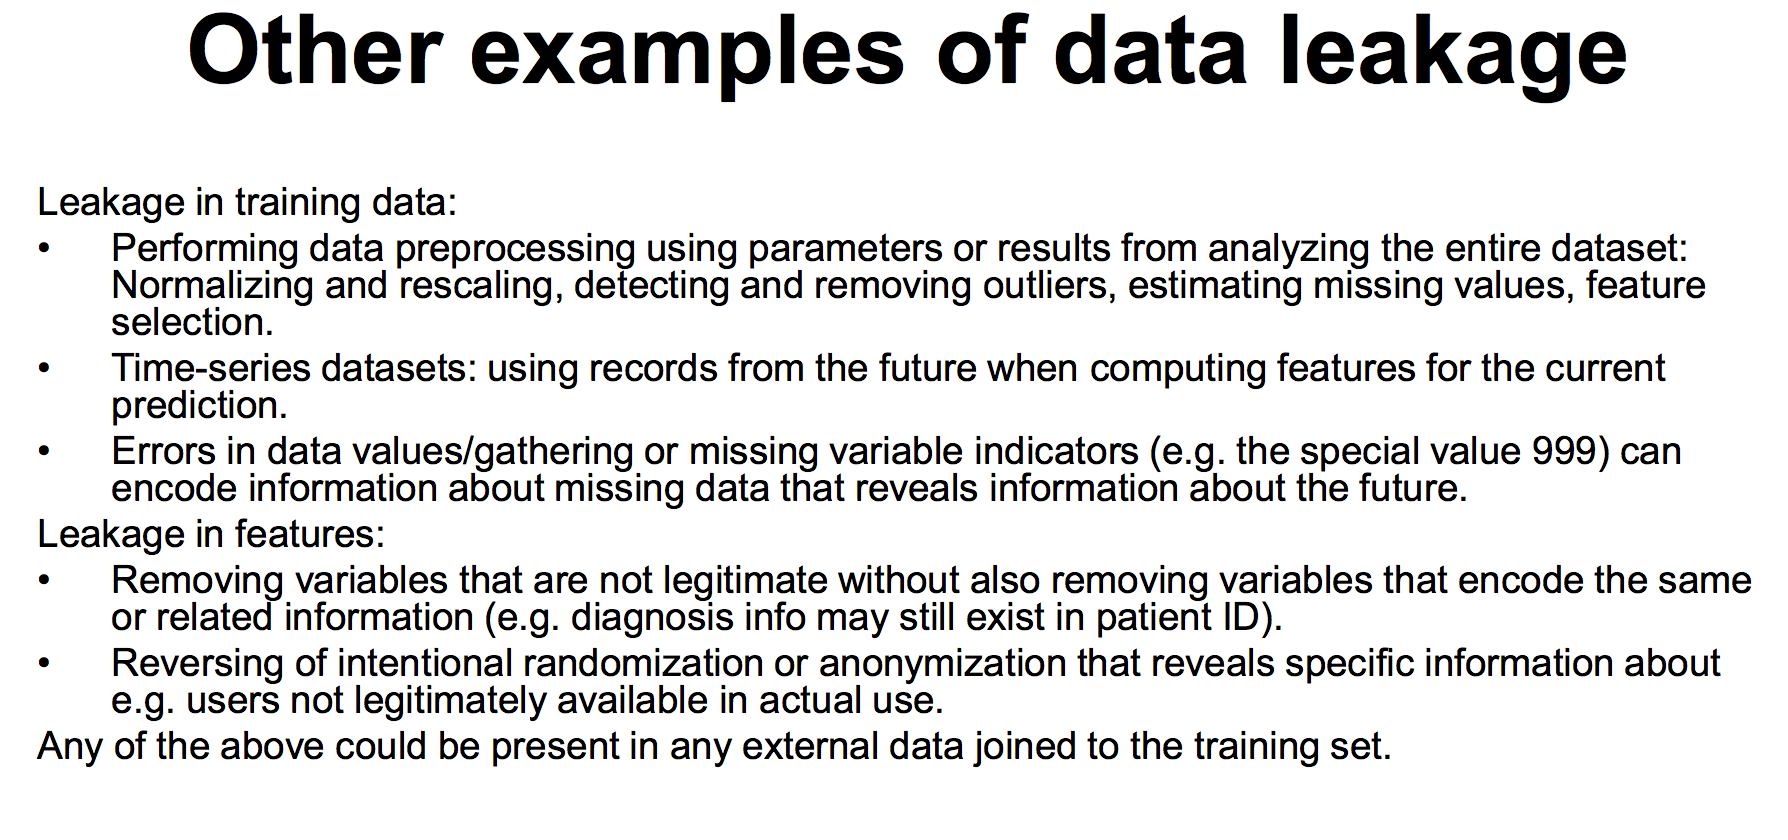 Other examples of data leakage
Leakage in training data:
• Performing data preprocessing using parameters or results from analyzing the entire dataset:
Normalizing and rescaling, detecting and removing outliers, estimating missing values, feature
selection.
• Time-series datasets: using records from the future when computing features for the current
prediction.
• Errors in data values/gathering or missing variable indicators (e.g. the special value 999) can
encode information about missing data that reveals information about the future.
Leakage in features:
• Removing variables that are not legitimate without also removing variables that encode the same
or related information (e.g. diagnosis info may still exist in patient ID).
• Reversing of intentional randomization or anonymization that reveals specific information about
e.g. users not legitimately available in actual use.
Any of the above could be present in any external data joined to the training set.